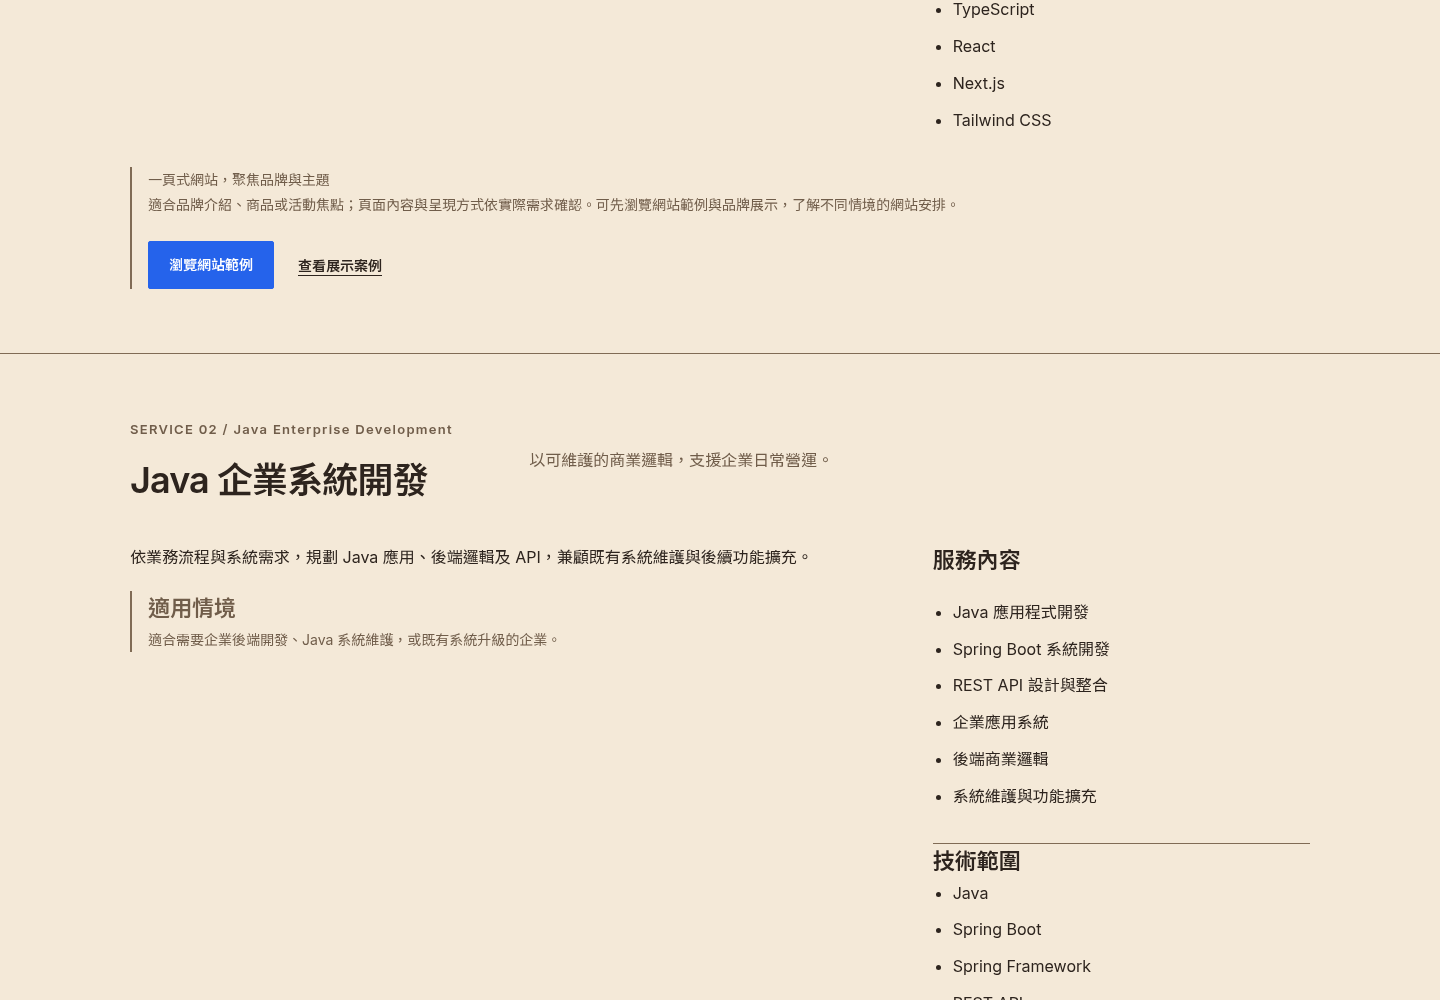 TypeScript
React
Next.js
Tailwind CSS
一頁式網站，聚焦品牌與主題
適合品牌介紹、商品或活動焦點；頁面內容與呈現方式依實際需求確認。可先瀏覽網站範例與品牌展示，了解不同情境的網站安排。
瀏覽網站範例
查看展示案例
SERVICE 02 / Java Enterprise Development
Java 企業系統開發
以可維護的商業邏輯，支援企業日常營運。
依業務流程與系統需求，規劃 Java 應用、後端邏輯及 API，兼顧既有系統維護與後續功能擴充。
適用情境
適合需要企業後端開發、Java 系統維護，或既有系統升級的企業。
服務內容
Java 應用程式開發
Spring Boot 系統開發
REST API 設計與整合
企業應用系統
後端商業邏輯
系統維護與功能擴充
技術範圍
Java
Spring Boot
Spring Framework
REST API